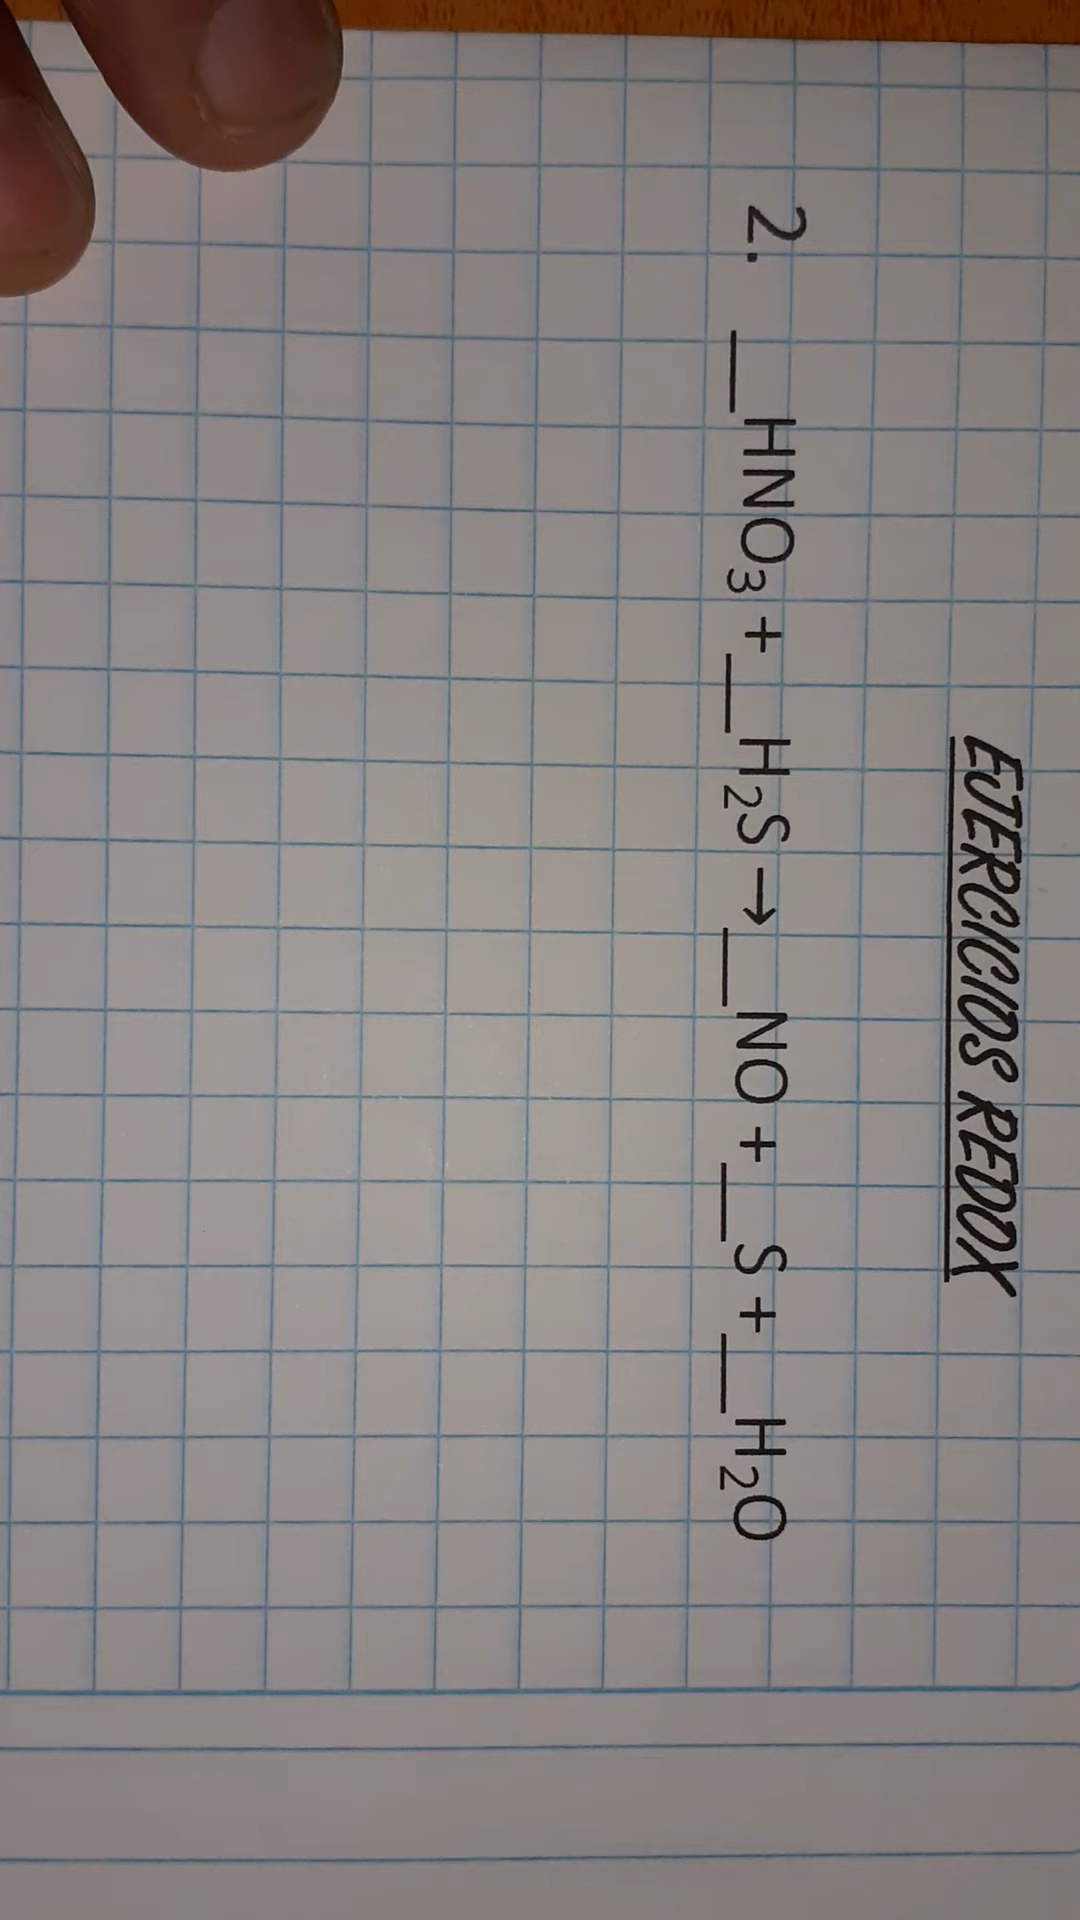 EJERCICIOS REDOX
2. __HNO₃ + __H₂S → __NO + __S + __H₂O